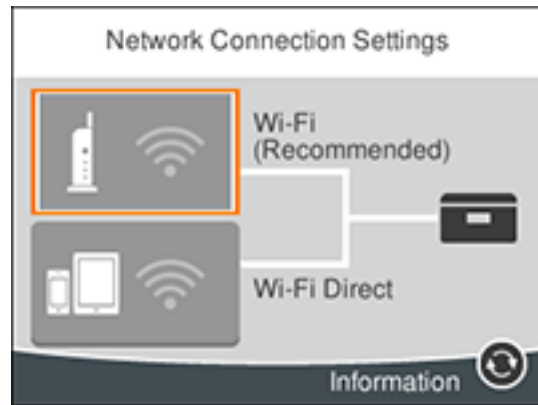 Network Connection Settings
Wi-Fi
(Recommended)
Wi-Fi Direct
Information